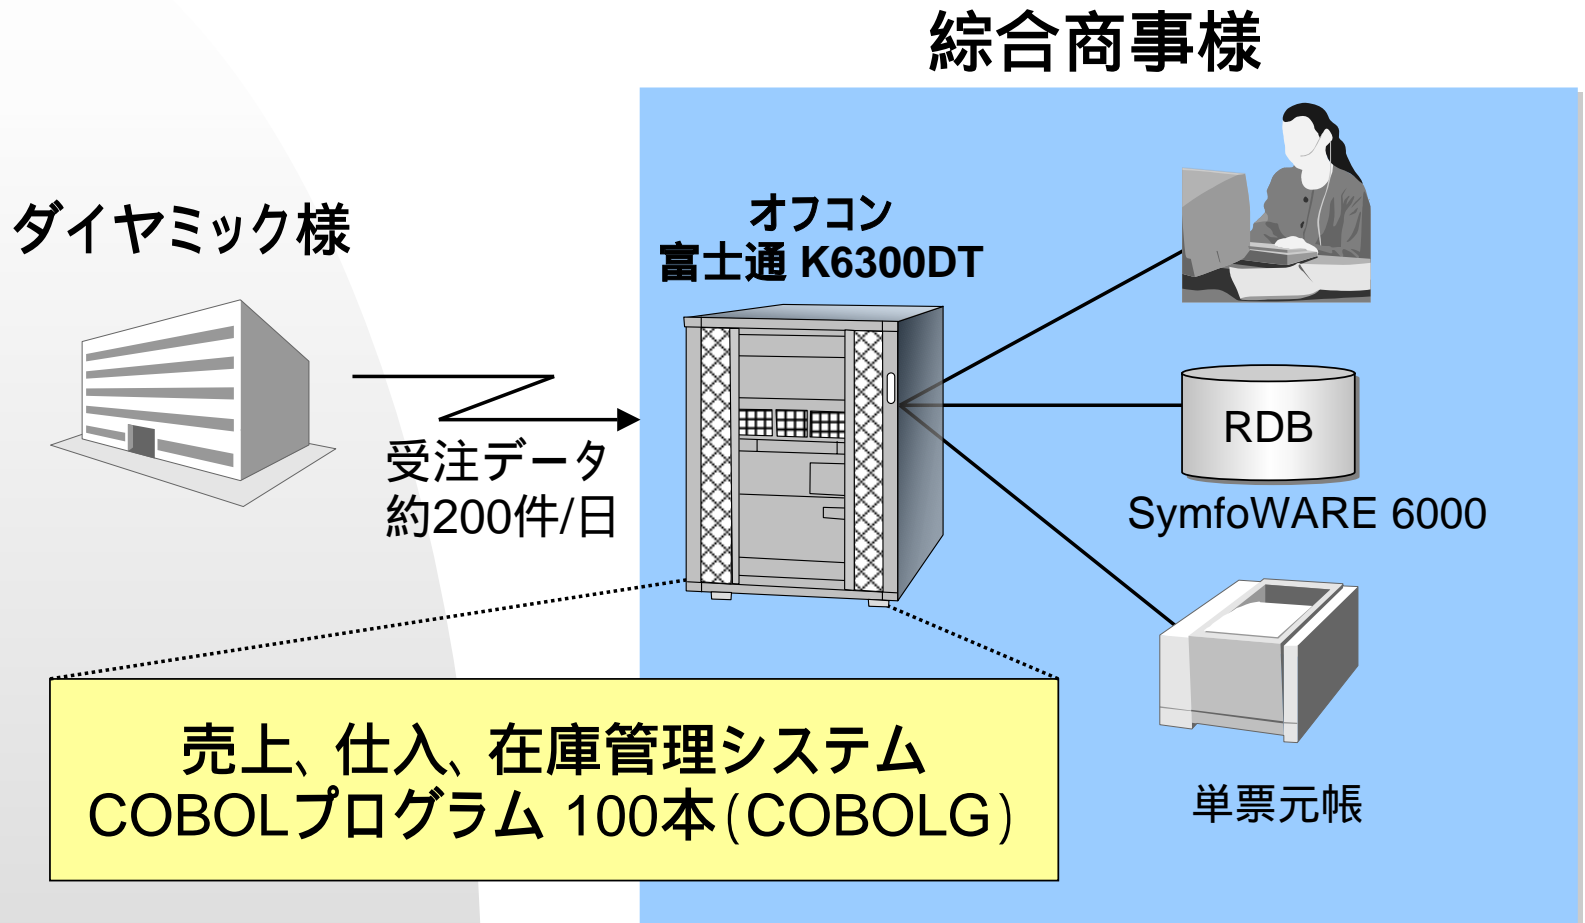 綜合商事様
ダイヤミック様
オフコン
富士通 K6300DT
受注データ
約200件/日
RDB
SymfoWARE 6000
売上、仕入、在庫管理システム
COBOLプログラム 100本(COBOLG)
単票元帳